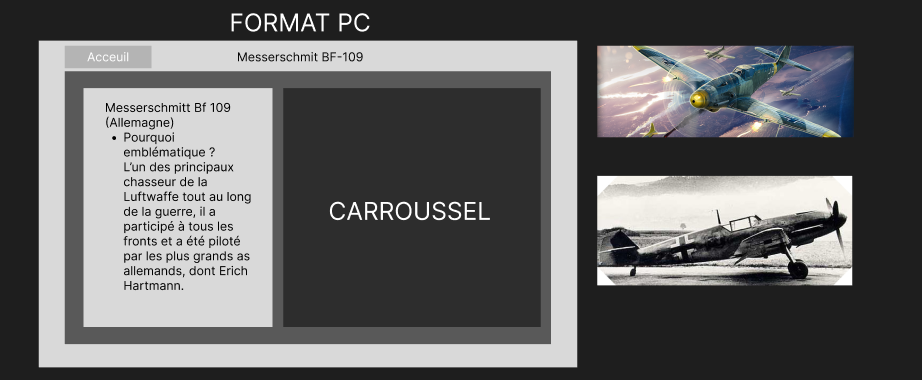 FORMAT PC
Acceuil
Messerschmit BF-109
Messerschmitt Bf 109
(Allemagne)
• Pourquoi
emblématique ?
L'un des principaux
chasseur de la
Luftwaffe tout au long
de la guerre, il a
participé à tous les
fronts et a été piloté
par les plus grands as
allemands, dont Erich
Hartmann.
CARROUSSEL